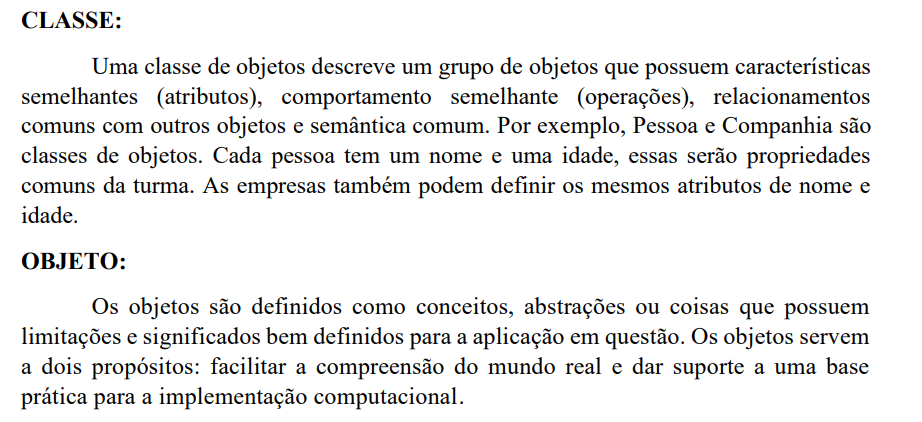 CLASSE:
Uma classe de objetos descreve um grupo de objetos que possuem características
semelhantes (atributos), comportamento semelhante (operações), relacionamentos
comuns com outros objetos e semântica comum. Por exemplo, Pessoa e Companhia são
classes de objetos. Cada pessoa tem um nome e uma idade, essas serão propriedades
comuns da turma. As empresas também podem definir os mesmos atributos de nome e
idade.
OBJETO:
Os objetos são definidos como conceitos, abstrações ou coisas que possuem
limitações e significados bem definidos para a aplicação em questão. Os objetos servem
a dois propósitos: facilitar a compreensão do mundo real e dar suporte a uma base
prática para a implementação computacional.